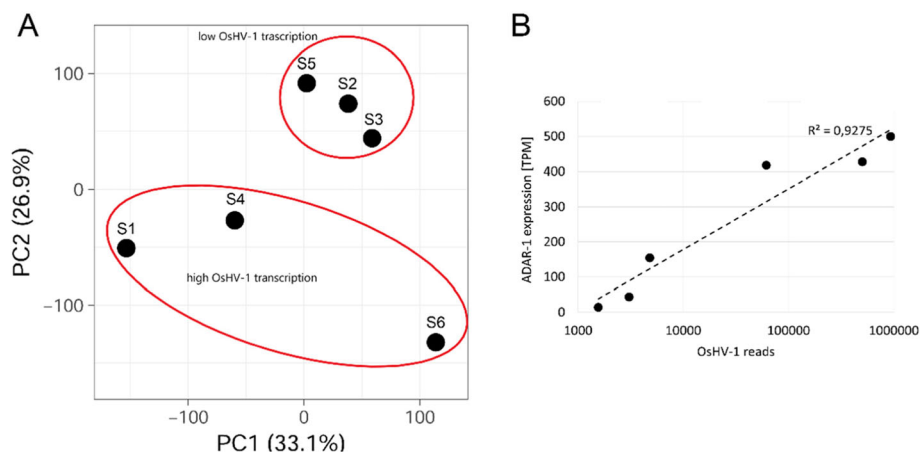 A
low OsHV-1 trascription
S5
S2
S3
S4
S1
high OsHV-1 transcription
S6
100
0
−100
PC2 (26.9%)
−100 0 100
PC1 (33.1%)
B
R² = 0,9275
600
500
400
300
200
100
0
ADAR-1 expression [TPM]
1000 10000 100000 1000000
OsHV-1 reads